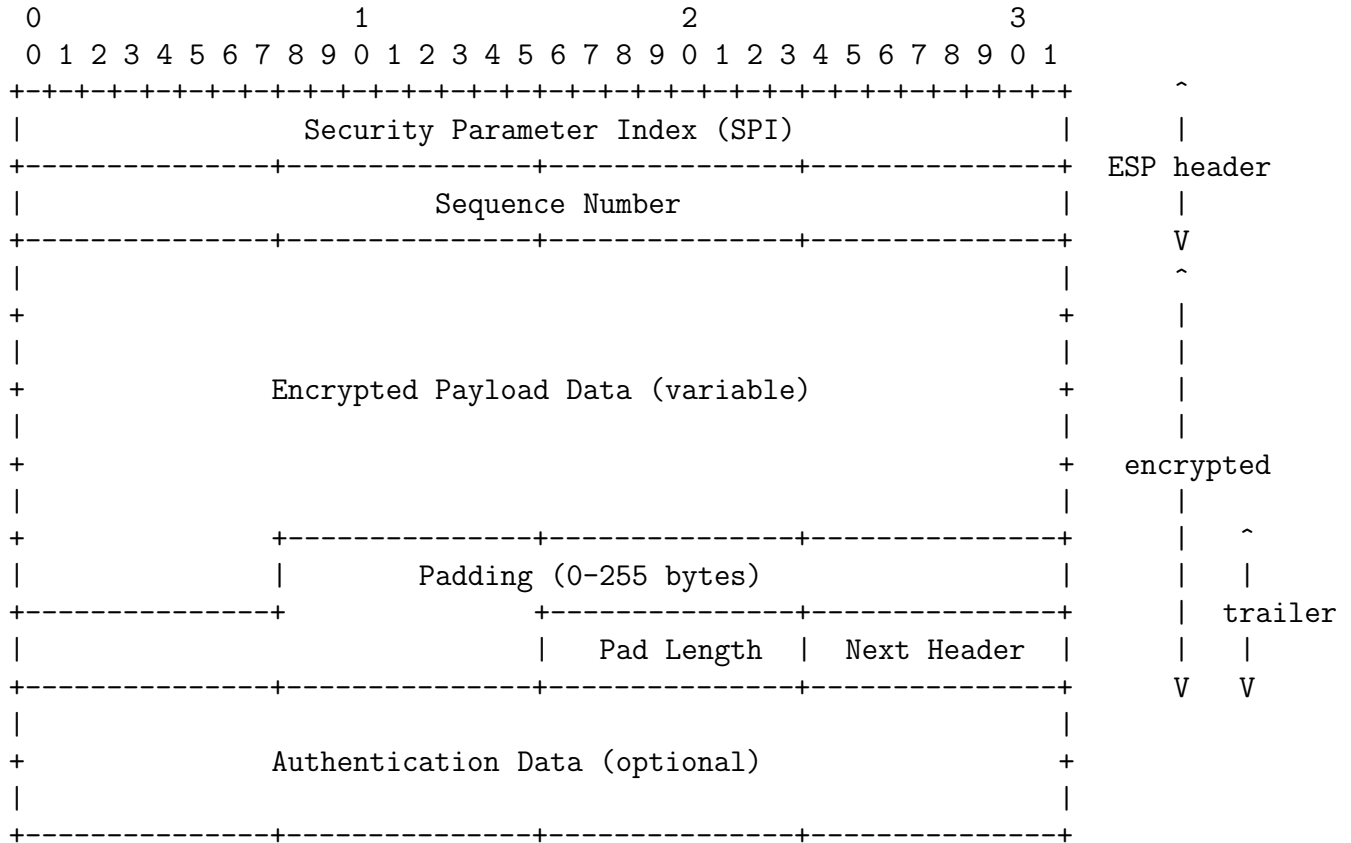 0                   1                   2                   3
0 1 2 3 4 5 6 7 8 9 0 1 2 3 4 5 6 7 8 9 0 1 2 3 4 5 6 7 8 9 0 1
+-+-+-+-+-+-+-+-+-+-+-+-+-+-+-+-+-+-+-+-+-+-+-+-+-+-+-+-+-+-+-+-+      ^
|                 Security Parameter Index (SPI)                |      |
+---------------+---------------+---------------+---------------+  ESP header
|                         Sequence Number                       |      |
+---------------+---------------+---------------+---------------+      V
|                                                               |      ^
+                                                               +      |
|                                                               |      |
+               Encrypted Payload Data (variable)               +      |
|                                                               |      |
+                                                               +   encrypted
|                                                               |      |
+               +---------------+---------------+---------------+      |   ^
|               |        Padding (0-255 bytes)                  |      |   |
+---------------+               +---------------+---------------+      |  trailer
|                               |   Pad Length  |  Next Header  |      |   |
+---------------+---------------+---------------+---------------+      V   V
|                                                               |
+               Authentication Data (optional)                  +
|                                                               |
+---------------+---------------+---------------+---------------+